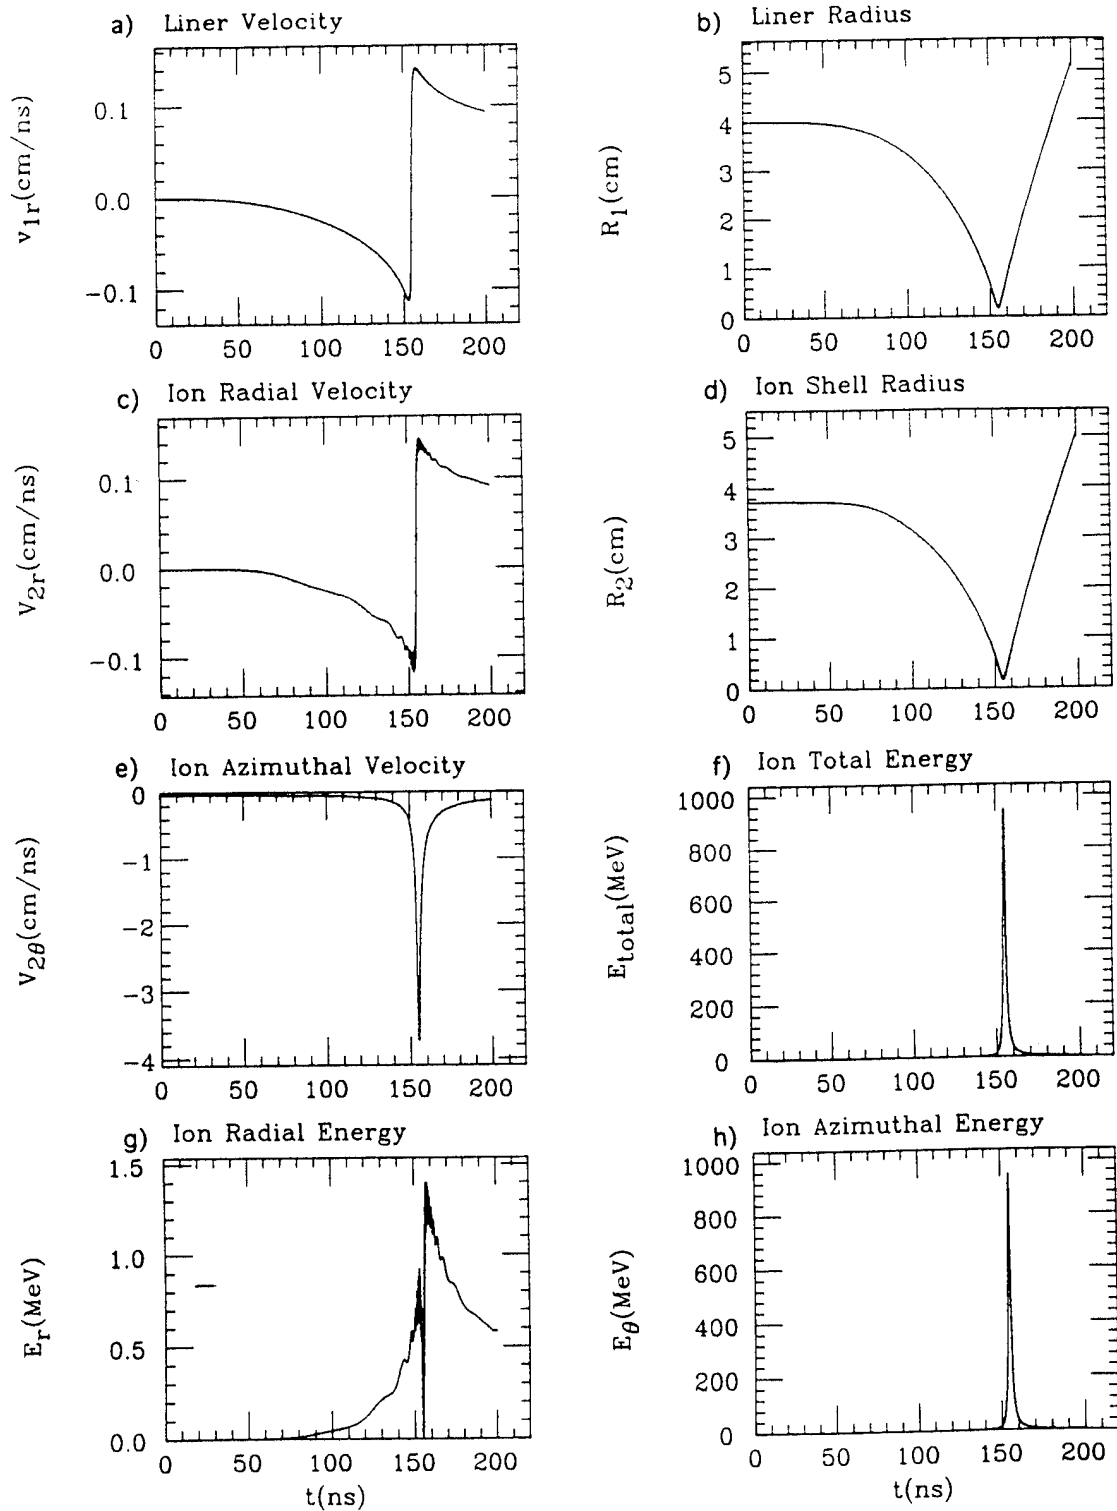 a) Liner Velocity
v1r(cm/ns)
0.1
0.0
−0.1
0 50 100 150 200
b) Liner Radius
R1(cm)
5
4
3
2
1
0
0 50 100 150 200
c) Ion Radial Velocity
V2r(cm/ns)
0.1
0.0
−0.1
0 50 100 150 200
d) Ion Shell Radius
R2(cm)
5
4
3
2
1
0
0 50 100 150 200
e) Ion Azimuthal Velocity
V2θ(cm/ns)
0
−1
−2
−3
−4
0 50 100 150 200
f) Ion Total Energy
Etotal(MeV)
1000
800
600
400
200
0
0 50 100 150 200
g) Ion Radial Energy
Er(MeV)
1.5
1.0
0.5
0.0
0 50 100 150 200
t(ns)
h) Ion Azimuthal Energy
Eθ(MeV)
1000
800
600
400
200
0
0 50 100 150 200
t(ns)